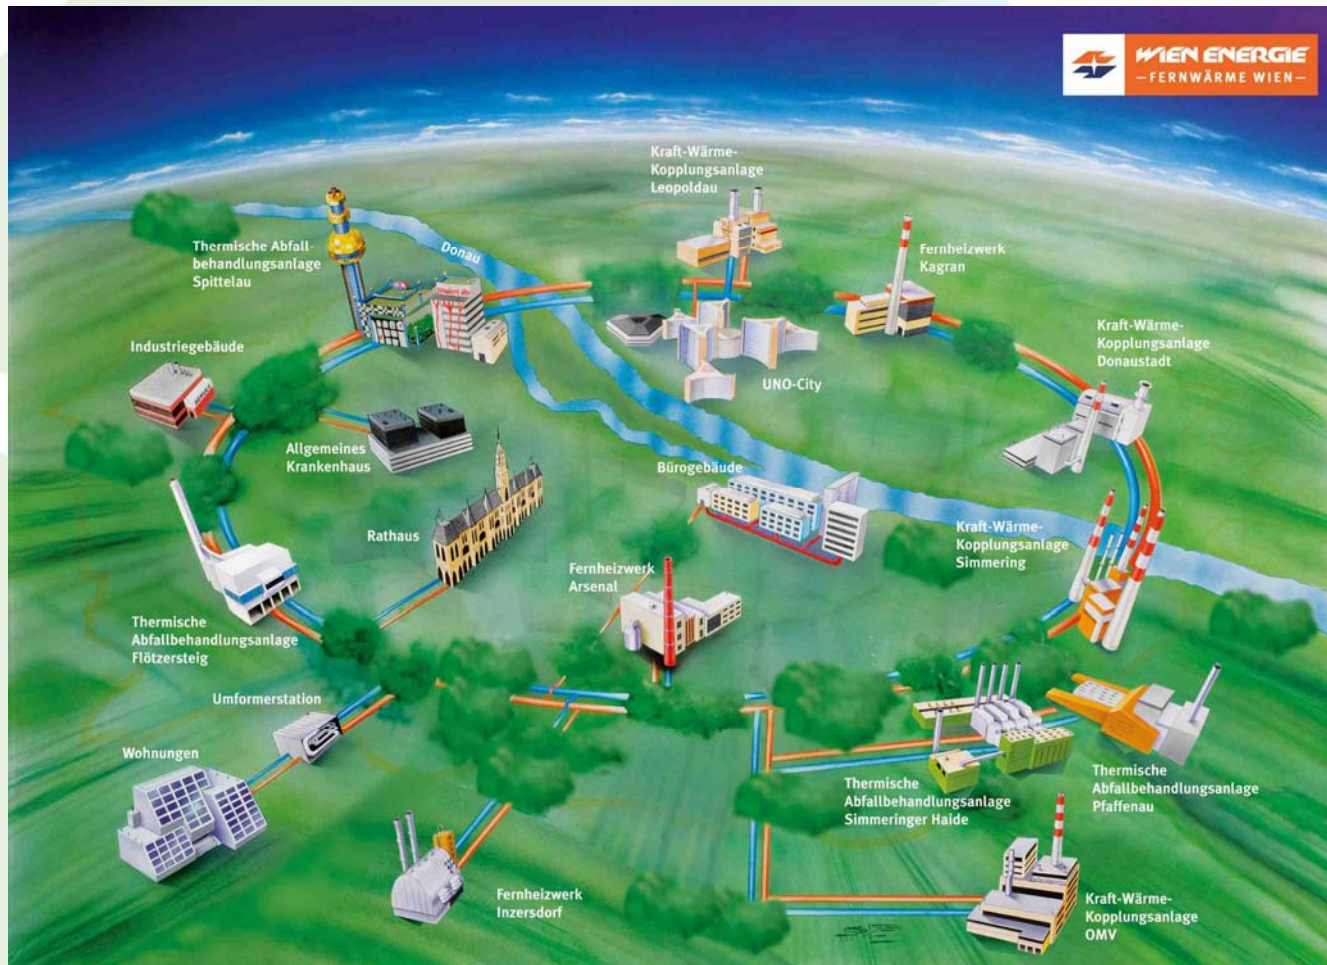 WIEN ENERGIE
— FERNWÄRME WIEN —
Kraft-Wärme-
Kopplungsanlage
Leopoldau
Thermische Abfall-
behandlungsanlage
Spittelau
Donau
Fernheizwerk
Kagran
Kraft-Wärme-
Kopplungsanlage
Donaustadt
Industriegebäude
UNO-City
Allgemeines
Krankenhaus
Bürogebäude
Rathaus
Kraft-Wärme-
Kopplungsanlage
Simmering
Fernheizwerk
Arsenal
Thermische
Abfallbehandlungsanlage
Flötzersteig
Umformerstation
Wohnungen
Thermische
Abfallbehandlungsanlage
Simmeringer Haide
Thermische
Abfallbehandlungsanlage
Pfaffenau
Fernheizwerk
Inzersdorf
Kraft-Wärme-
Kopplungsanlage
OMV